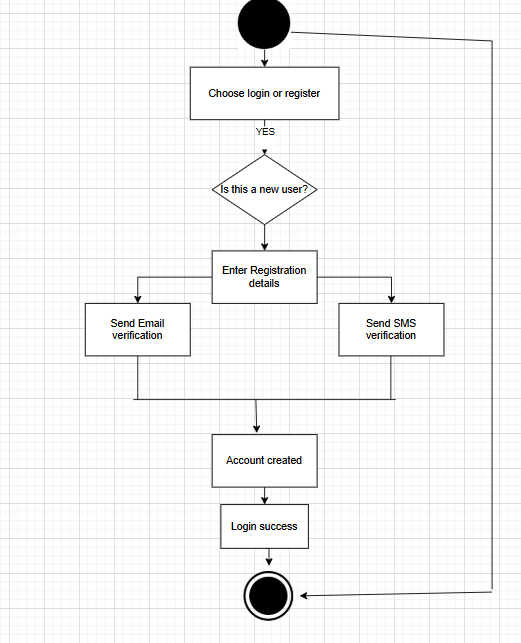 Choose login or register
YES
Is this a new user?
Enter Registration
details
Send Email
verification
Send SMS
verification
Account created
Login success